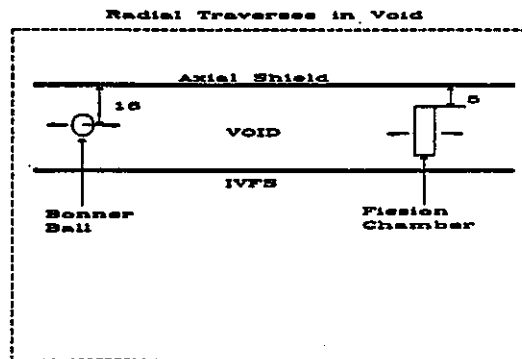 Radial Traverses in Void
Axial Shield
16
5
VOID
IVFS
Bonner
Ball
Fission
Chamber